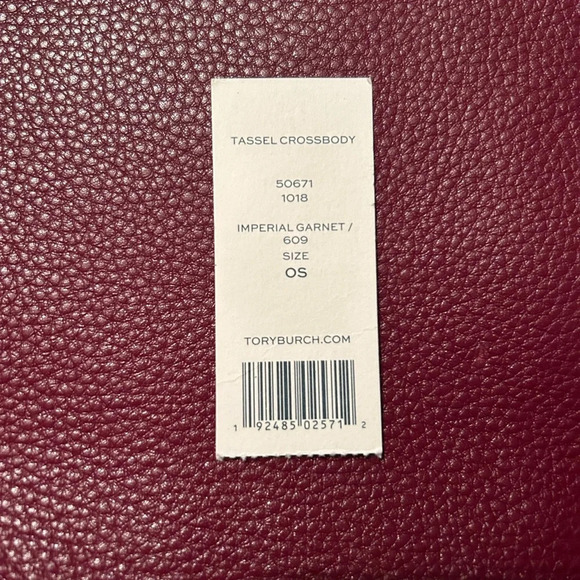 TASSEL CROSSBODY
50671
1018
IMPERIAL GARNET /
609
SIZE
OS
TORYBURCH.COM
1 92485 02571 2